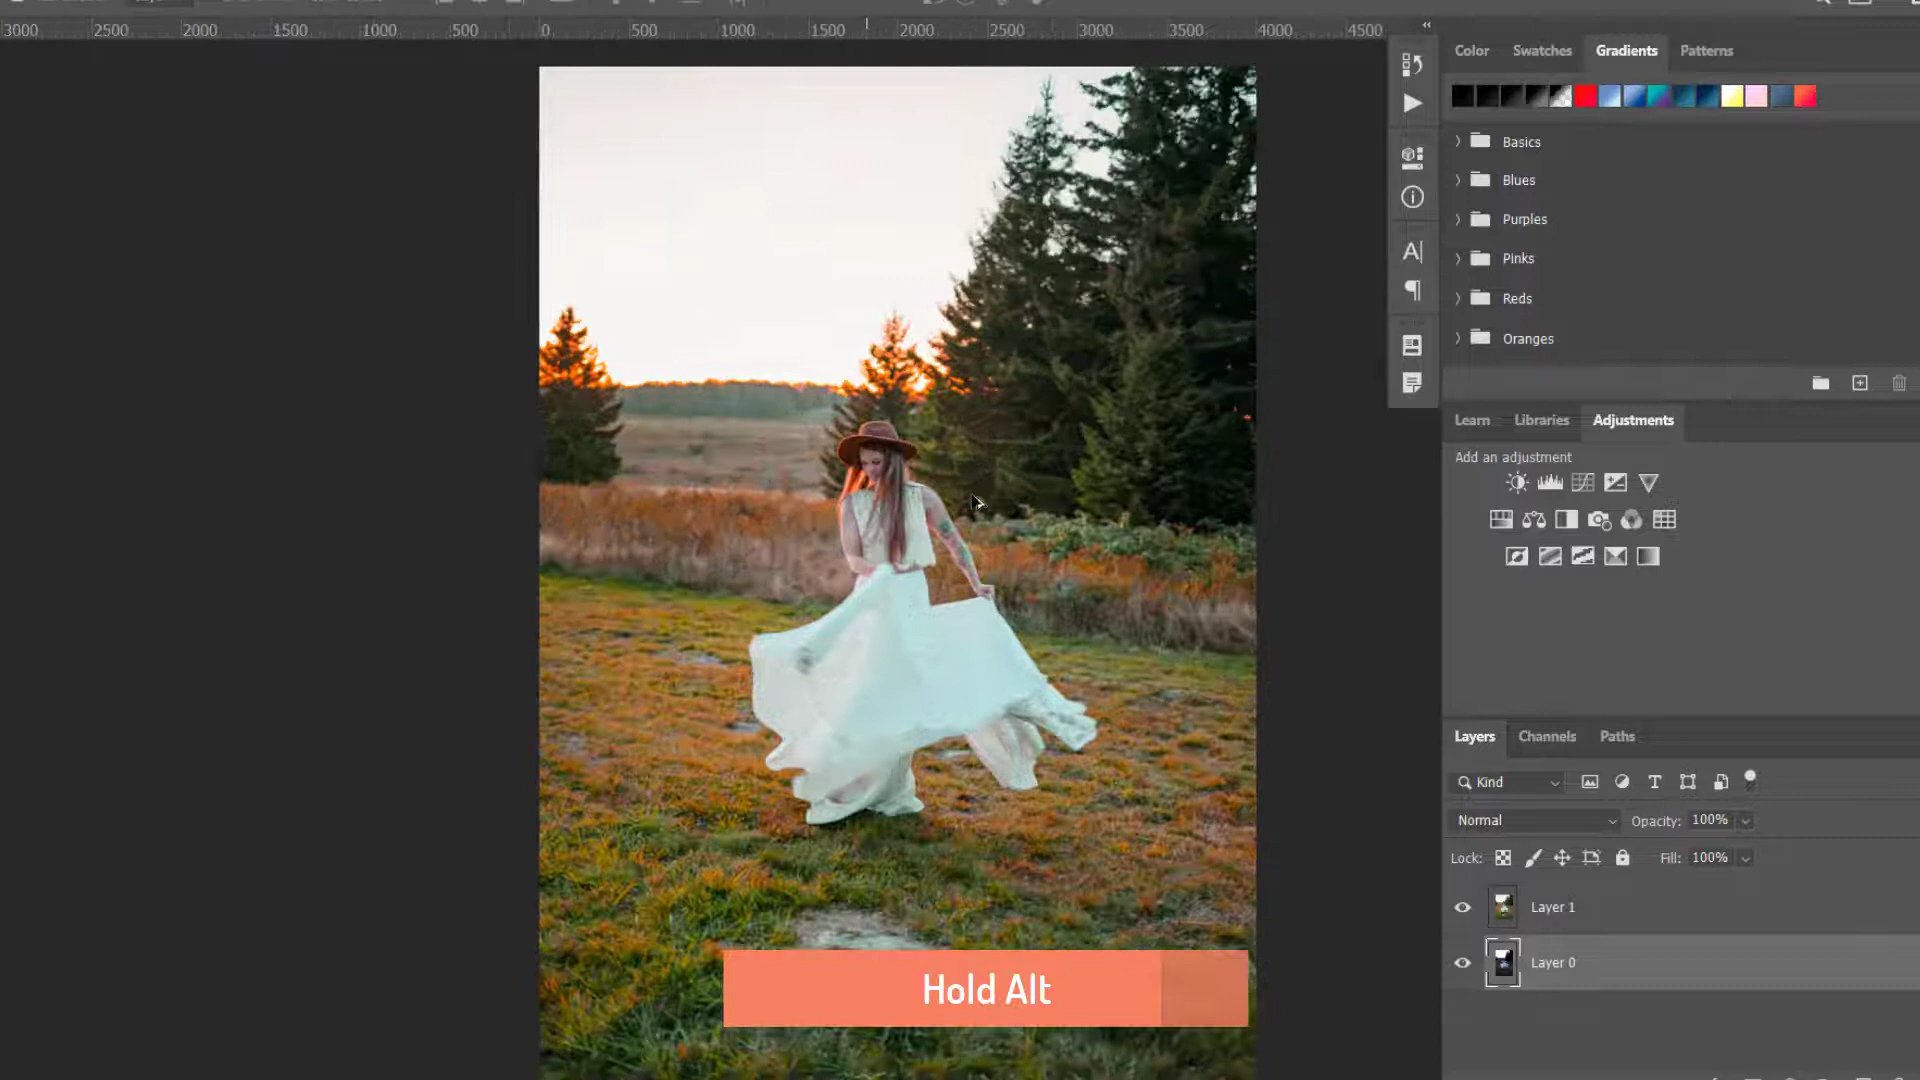 3000 2500 2000 1500 1000 500 0 500 1000 1500 2000 2500 3000 3500 4000 4500
Color Swatches Gradients Patterns
Basics
Blues
Purples
Pinks
Reds
Oranges
Learn Libraries Adjustments
Add an adjustment
Layers Channels Paths
Kind
Normal Opacity: 100%
Lock: Fill: 100%
Layer 1
Layer 0
Hold Alt